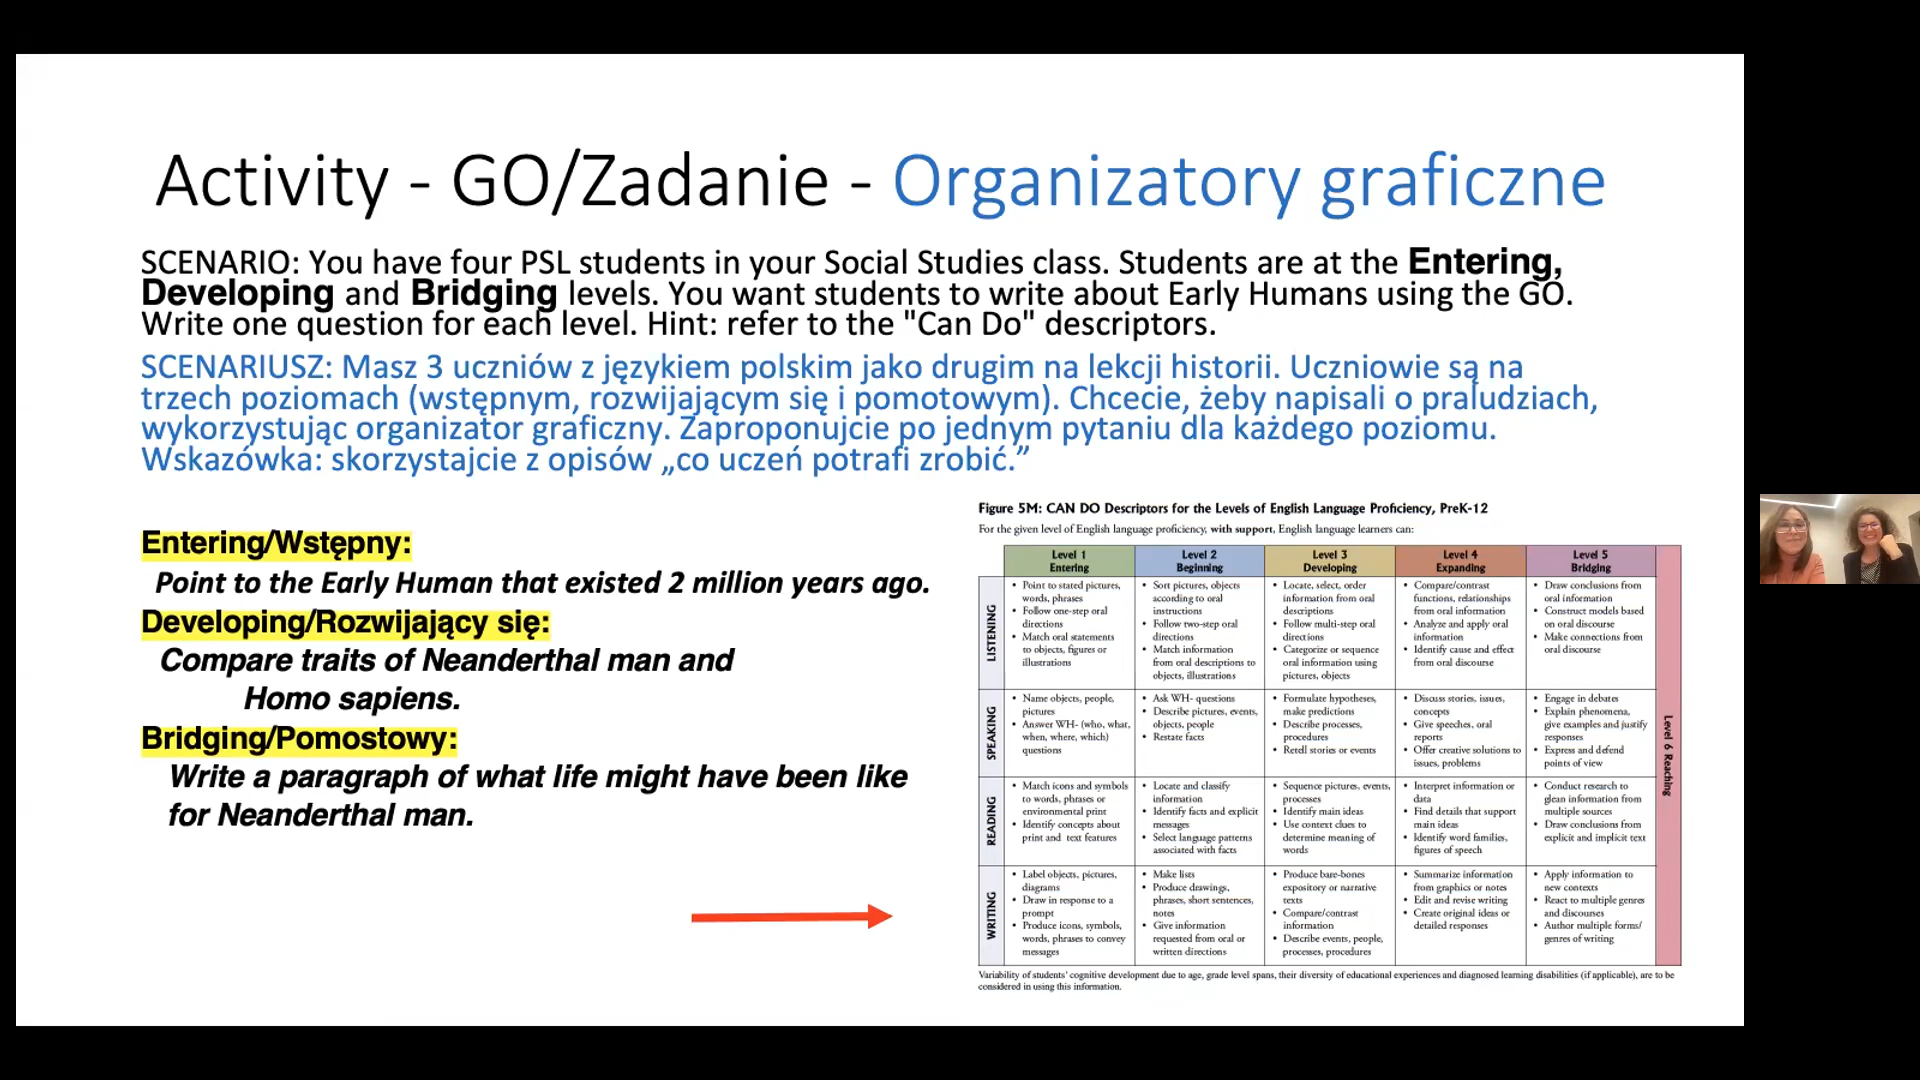 Activity - GO/Zadanie - Organizatory graficzne
SCENARIO: You have four PSL students in your Social Studies class. Students are at the Entering,
Developing and Bridging levels. You want students to write about Early Humans using the GO.
Write one question for each level. Hint: refer to the "Can Do" descriptors.
SCENARIUSZ: Masz 3 uczniów z językiem polskim jako drugim na lekcji historii. Uczniowie są na
trzech poziomach (wstępnym, rozwijającym się i pomotowym). Chcecie, żeby napisali o praludziach,
wykorzystując organizator graficzny. Zaproponujcie po jednym pytaniu dla każdego poziomu.
Wskazówka: skorzystajcie z opisów „co uczeń potrafi zrobić.”
Entering/Wstępny:
Point to the Early Human that existed 2 million years ago.
Developing/Rozwijający się:
Compare traits of Neanderthal man and
Homo sapiens.
Bridging/Pomostowy:
Write a paragraph of what life might have been like
for Neanderthal man.
Figure 5M: CAN DO Descriptors for the Levels of English Language Proficiency, PreK-12
For the given level of English language proficiency, with support, English language learners can:
Level 1
Entering
Level 2
Beginning
Level 3
Developing
Level 4
Expanding
Level 5
Bridging
LISTENING
• Point to stated pictures,
words, phrases
• Follow one-step oral
directions
• Match oral statements
to objects, figures or
illustrations
• Sort pictures, objects
according to oral
instructions
• Follow two-step oral
directions
• Match information
from oral descriptions to
objects, illustrations
• Locate, select, order
information from oral
descriptions
• Follow multi-step oral
directions
• Categorize or sequence
oral information using
pictures, objects
• Compare/contrast
functions, relationships
from oral information
• Analyze and apply oral
information
• Identify cause and effect
from oral discourse
• Draw conclusions from
oral information
• Construct models based
on oral discourse
• Make connections from
oral discourse
SPEAKING
• Name objects, people,
pictures
• Answer WH- (who, what,
when, where, which)
questions
• Ask WH- questions
• Describe pictures, events,
objects, people
• Restate facts
• Formulate hypotheses,
make predictions
• Describe processes,
procedures
• Retell stories or events
• Discuss stories, issues,
concepts
• Give speeches, oral
reports
• Offer creative solutions to
issues, problems
• Engage in debates
• Explain phenomena,
give examples and justify
responses
• Express and defend
points of view
READING
• Match icons and symbols
to words, phrases or
environmental print
• Identify concepts about
print and text features
• Locate and classify
information
• Identify facts and explicit
messages
• Select language patterns
associated with facts
• Sequence pictures, events,
processes
• Identify main ideas
• Use context clues to
determine meaning of
words
• Interpret information or
data
• Find details that support
main ideas
• Identify word families,
figures of speech
• Conduct research to
glean information from
multiple sources
• Draw conclusions from
explicit and implicit text
WRITING
• Label objects, pictures,
diagrams
• Draw in response to a
prompt
• Produce icons, symbols,
words, phrases to convey
messages
• Make lists
• Produce drawings,
phrases, short sentences,
notes
• Give information
requested from oral or
written directions
• Produce bare-bones
expository or narrative
texts
• Compare/contrast
information
• Describe events, people,
processes, procedures
• Summarize information
from graphics or notes
• Edit and revise writing
• Create original ideas or
detailed responses
• Apply information to
new contexts
• React to multiple genres
and discourses
• Author multiple forms/
genres of writing
Level 6 Reaching
Variability of students' cognitive development due to age, grade level spans, their diversity of educational experiences and diagnosed learning disabilities (if applicable), are to be
considered in using this information.